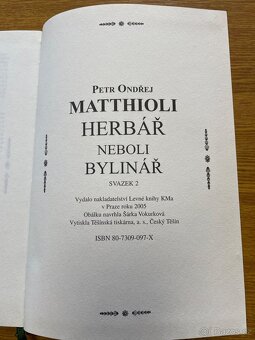 PETR ONDŘEJ
MATTHIOLI
HERBÁŘ
NEBOLI
BYLINÁŘ
SVAZEK 2
Vydalo nakladatelství Levné knihy KMa
v Praze roku 2005
Obálku navrhla Šárka Vokurková
Vytiskla Těšínská tiskárna, a. s., Český Těšín
ISBN 80-7309-097-X